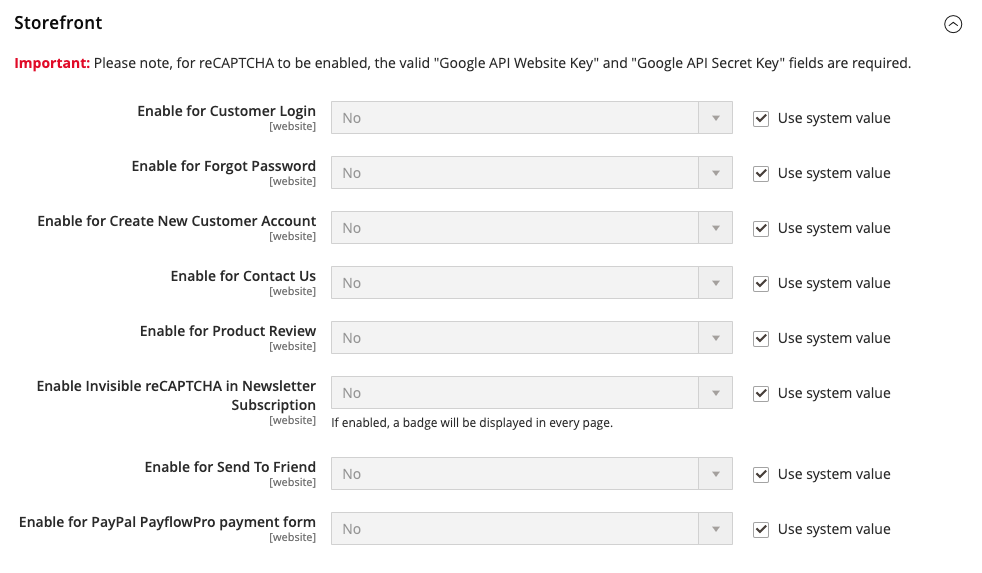 Storefront
Important: Please note, for reCAPTCHA to be enabled, the valid "Google API Website Key" and "Google API Secret Key" fields are required.
Enable for Customer Login
[website]
No
Use system value
Enable for Forgot Password
[website]
No
Use system value
Enable for Create New Customer Account
[website]
No
Use system value
Enable for Contact Us
[website]
No
Use system value
Enable for Product Review
[website]
No
Use system value
Enable Invisible reCAPTCHA in Newsletter
Subscription
[website]
No
Use system value
If enabled, a badge will be displayed in every page.
Enable for Send To Friend
[website]
No
Use system value
Enable for PayPal PayflowPro payment form
[website]
No
Use system value